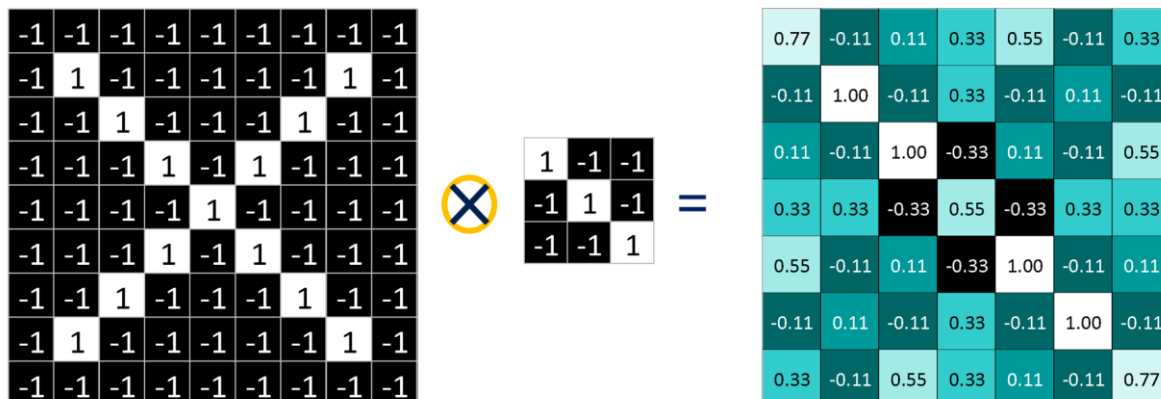 -1 -1 -1 -1 -1 -1 -1 -1 -1
-1 1 -1 -1 -1 -1 -1 1 -1
-1 -1 1 -1 -1 -1 1 -1 -1
-1 -1 -1 1 -1 1 -1 -1 -1
-1 -1 -1 -1 1 -1 -1 -1 -1
-1 -1 -1 1 -1 1 -1 -1 -1
-1 -1 1 -1 -1 -1 1 -1 -1
-1 1 -1 -1 -1 -1 -1 1 -1
-1 -1 -1 -1 -1 -1 -1 -1 -1
1 -1 -1
-1 1 -1
-1 -1 1
=
0.77 -0.11 0.11 0.33 0.55 -0.11 0.33
-0.11 1.00 -0.11 0.33 -0.11 0.11 -0.11
0.11 -0.11 1.00 -0.33 0.11 -0.11 0.55
0.33 0.33 -0.33 0.55 -0.33 0.33 0.33
0.55 -0.11 0.11 -0.33 1.00 -0.11 0.11
-0.11 0.11 -0.11 0.33 -0.11 1.00 -0.11
0.33 -0.11 0.55 0.33 0.11 -0.11 0.77